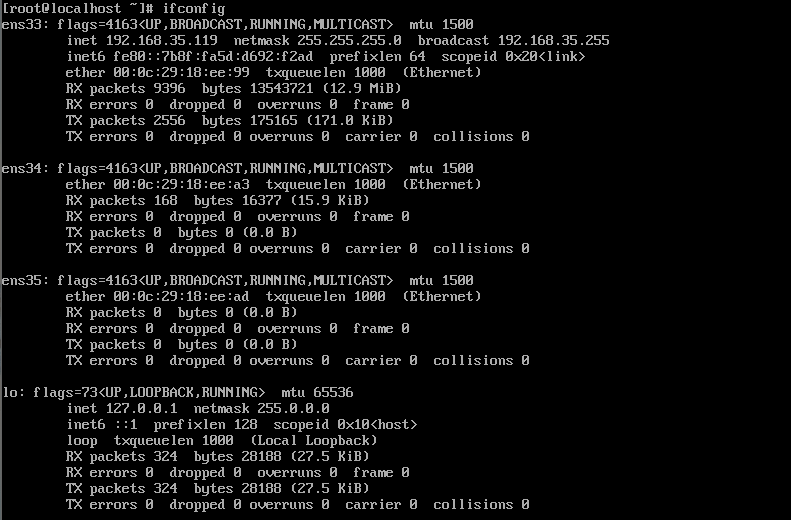 [root@localhost ~]# ifconfig
ens33: flags=4163<UP,BROADCAST,RUNNING,MULTICAST>  mtu 1500
        inet 192.168.35.119  netmask 255.255.255.0  broadcast 192.168.35.255
        inet6 fe80::7b8f:fa5d:d692:f2ad  prefixlen 64  scopeid 0x20<link>
        ether 00:0c:29:18:ee:99  txqueuelen 1000  (Ethernet)
        RX packets 9396  bytes 13543721 (12.9 MiB)
        RX errors 0  dropped 0  overruns 0  frame 0
        TX packets 2556  bytes 175165 (171.0 KiB)
        TX errors 0  dropped 0 overruns 0  carrier 0  collisions 0

ens34: flags=4163<UP,BROADCAST,RUNNING,MULTICAST>  mtu 1500
        ether 00:0c:29:18:ee:a3  txqueuelen 1000  (Ethernet)
        RX packets 168  bytes 16377 (15.9 KiB)
        RX errors 0  dropped 0  overruns 0  frame 0
        TX packets 0  bytes 0 (0.0 B)
        TX errors 0  dropped 0 overruns 0  carrier 0  collisions 0

ens35: flags=4163<UP,BROADCAST,RUNNING,MULTICAST>  mtu 1500
        ether 00:0c:29:18:ee:ad  txqueuelen 1000  (Ethernet)
        RX packets 0  bytes 0 (0.0 B)
        RX errors 0  dropped 0  overruns 0  frame 0
        TX packets 0  bytes 0 (0.0 B)
        TX errors 0  dropped 0 overruns 0  carrier 0  collisions 0

lo: flags=73<UP,LOOPBACK,RUNNING>  mtu 65536
        inet 127.0.0.1  netmask 255.0.0.0
        inet6 ::1  prefixlen 128  scopeid 0x10<host>
        loop  txqueuelen 1000  (Local Loopback)
        RX packets 324  bytes 28188 (27.5 KiB)
        RX errors 0  dropped 0  overruns 0  frame 0
        TX packets 324  bytes 28188 (27.5 KiB)
        TX errors 0  dropped 0 overruns 0  carrier 0  collisions 0